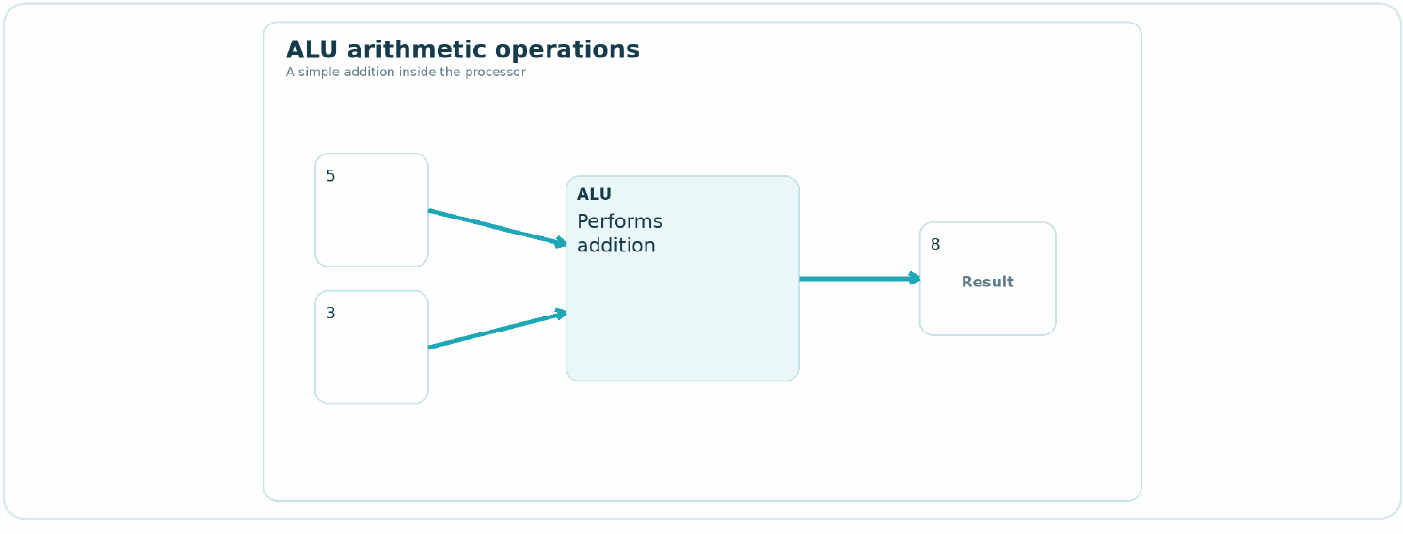 ALU arithmetic operations
A simple addition inside the processor
5
3
ALU
Performs
addition
8
Result